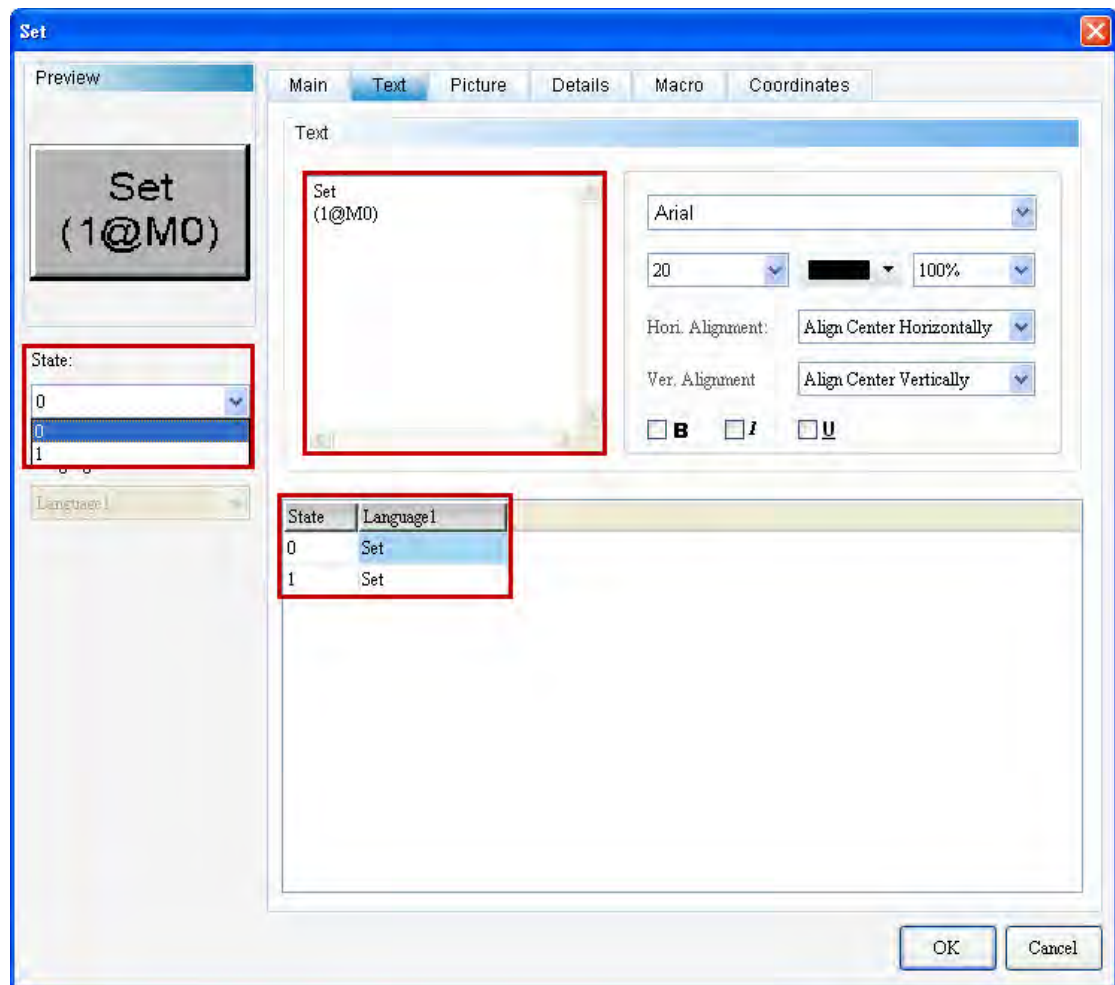 Set
Preview
Set
(1@M0)
State:
0
0
1
Language1
Main Text Picture Details Macro Coordinates
Text
Set
(1@M0)
Arial
20 100%
Hori. Alignment: Align Center Horizontally
Ver. Alignment Align Center Vertically
B I U
State Language1
0 Set
1 Set
OK Cancel